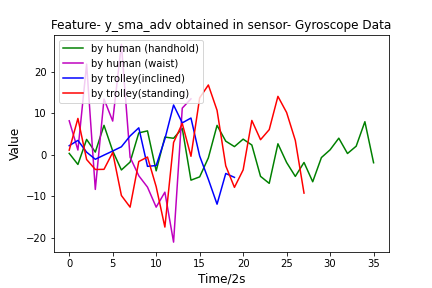 Feature- y_sma_adv obtained in sensor- Gyroscope Data
by human (handhold)
by human (waist)
by trolley(inclined)
by trolley(standing)
Value
20
10
0
−10
−20
0 5 10 15 20 25 30 35
Time/2s